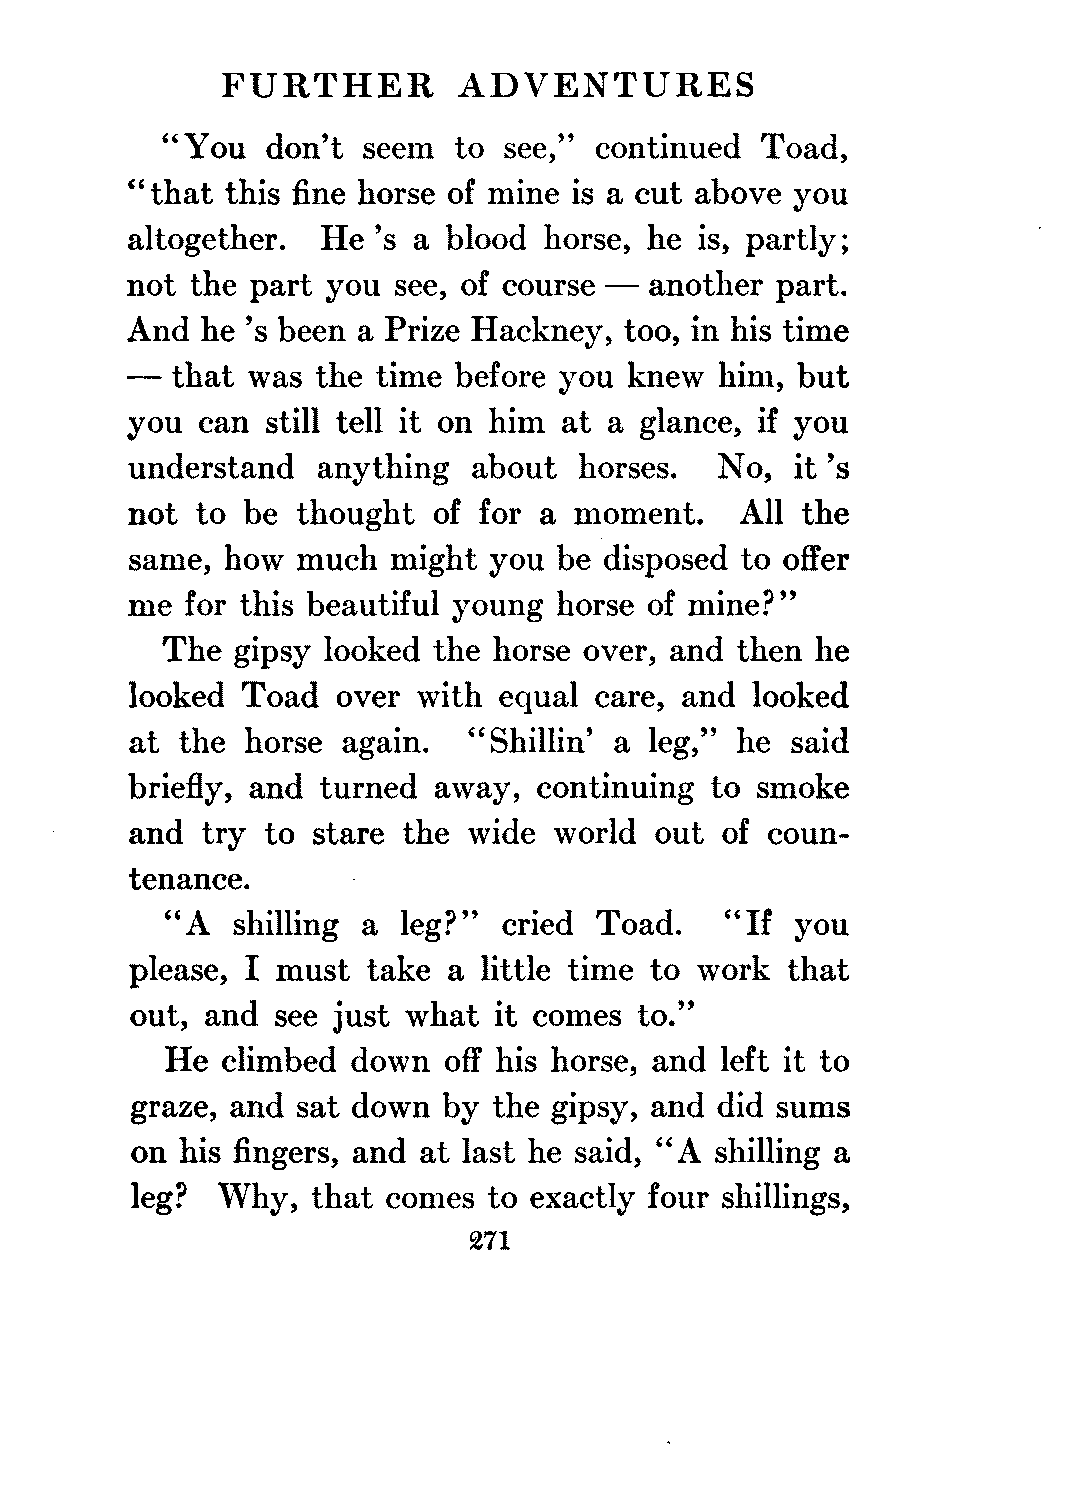 FURTHER ADVENTURES
“You don’t seem to see,” continued Toad,
“that this fine horse of mine is a cut above you
altogether. He ’s a blood horse, he is, partly;
not the part you see, of course — another part.
And he ’s been a Prize Hackney, too, in his time
— that was the time before you knew him, but
you can still tell it on him at a glance, if you
understand anything about horses. No, it ’s
not to be thought of for a moment. All the
same, how much might you be disposed to offer
me for this beautiful young horse of mine?”
The gipsy looked the horse over, and then he
looked Toad over with equal care, and looked
at the horse again. “Shillin’ a leg,” he said
briefly, and turned away, continuing to smoke
and try to stare the wide world out of coun-
tenance.
“A shilling a leg?” cried Toad. “If you
please, I must take a little time to work that
out, and see just what it comes to.”
He climbed down off his horse, and left it to
graze, and sat down by the gipsy, and did sums
on his fingers, and at last he said, “A shilling a
leg? Why, that comes to exactly four shillings,
271